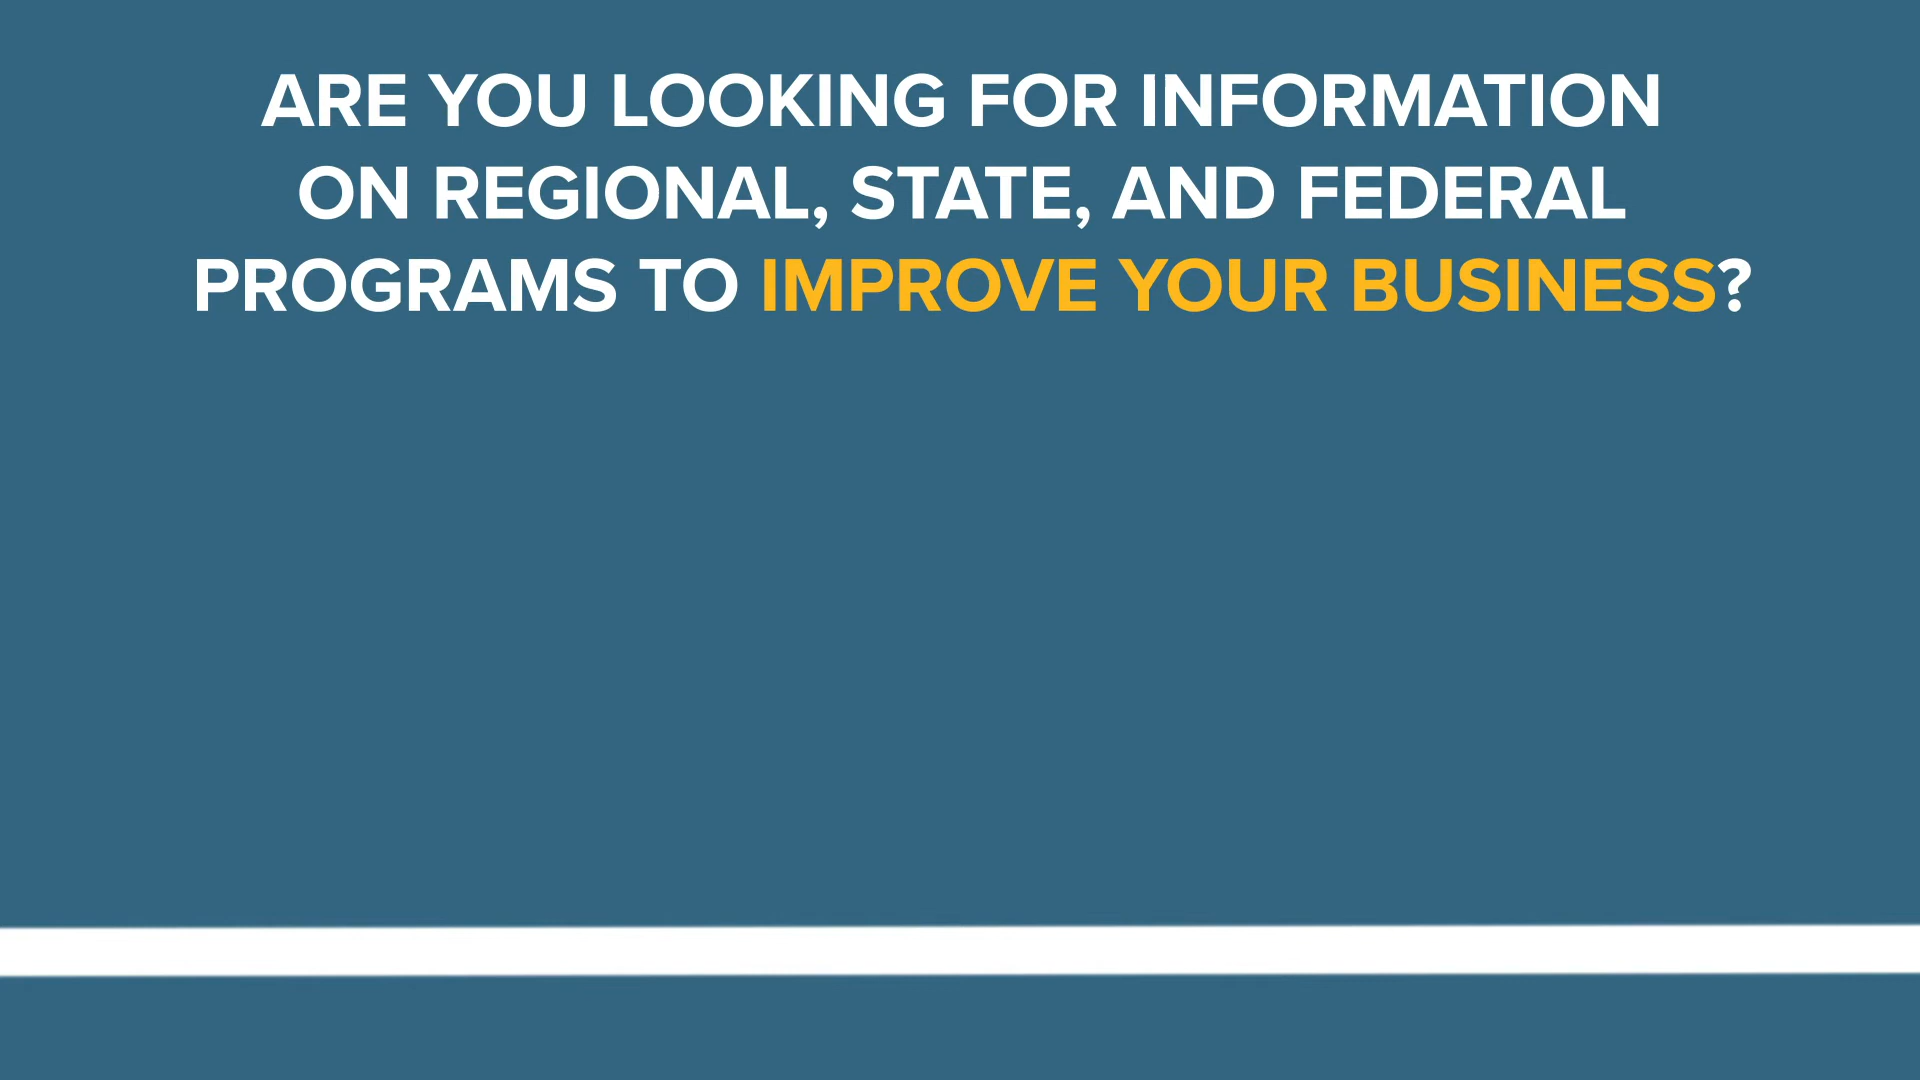 ARE YOU LOOKING FOR INFORMATION
ON REGIONAL, STATE, AND FEDERAL
PROGRAMS TO IMPROVE YOUR BUSINESS?